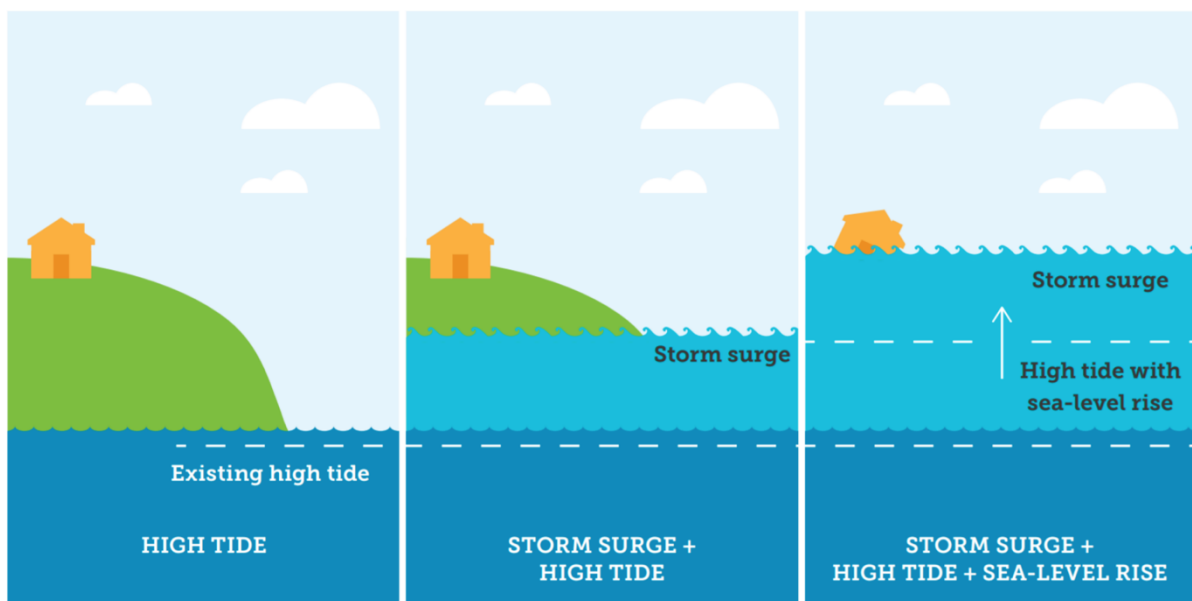 Existing high tide
HIGH TIDE
Storm surge
STORM SURGE +
HIGH TIDE
Storm surge
High tide with
sea-level rise
STORM SURGE +
HIGH TIDE + SEA-LEVEL RISE